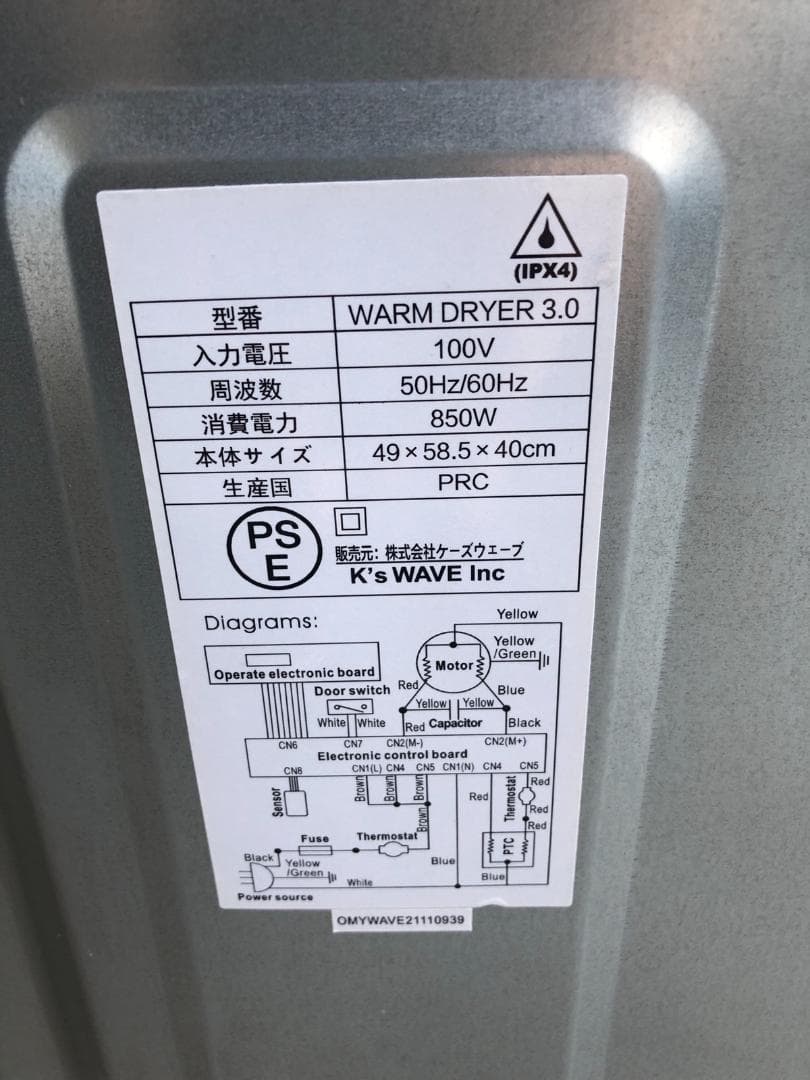 (IPX4)
型番 WARM DRYER 3.0
入力電圧 100V
周波数 50Hz/60Hz
消費電力 850W
本体サイズ 49×58.5×40cm
生産国 PRC
PS
E
販売元: 株式会社ケーズウェーブ
K's WAVE Inc
Diagrams:
Yellow
Yellow
/Green
Motor
Operate electronic board
Door switch
Red
Blue
Yellow
Yellow
White
White
Red
Capacitor
Black
CN6
CN7
CN2(M-)
CN2(M+)
Electronic control board
CN8
CN1(L)
CN4
CN5
CN1(N)
CN4
CN5
Sensor
Brown
Brown
Brown
Red
Thermostat
Red
Red
Brown
Red
Fuse
Thermostat
PTC
Black
Yellow
/Green
Blue
Blue
White
Power source
OMYWAVE21110939